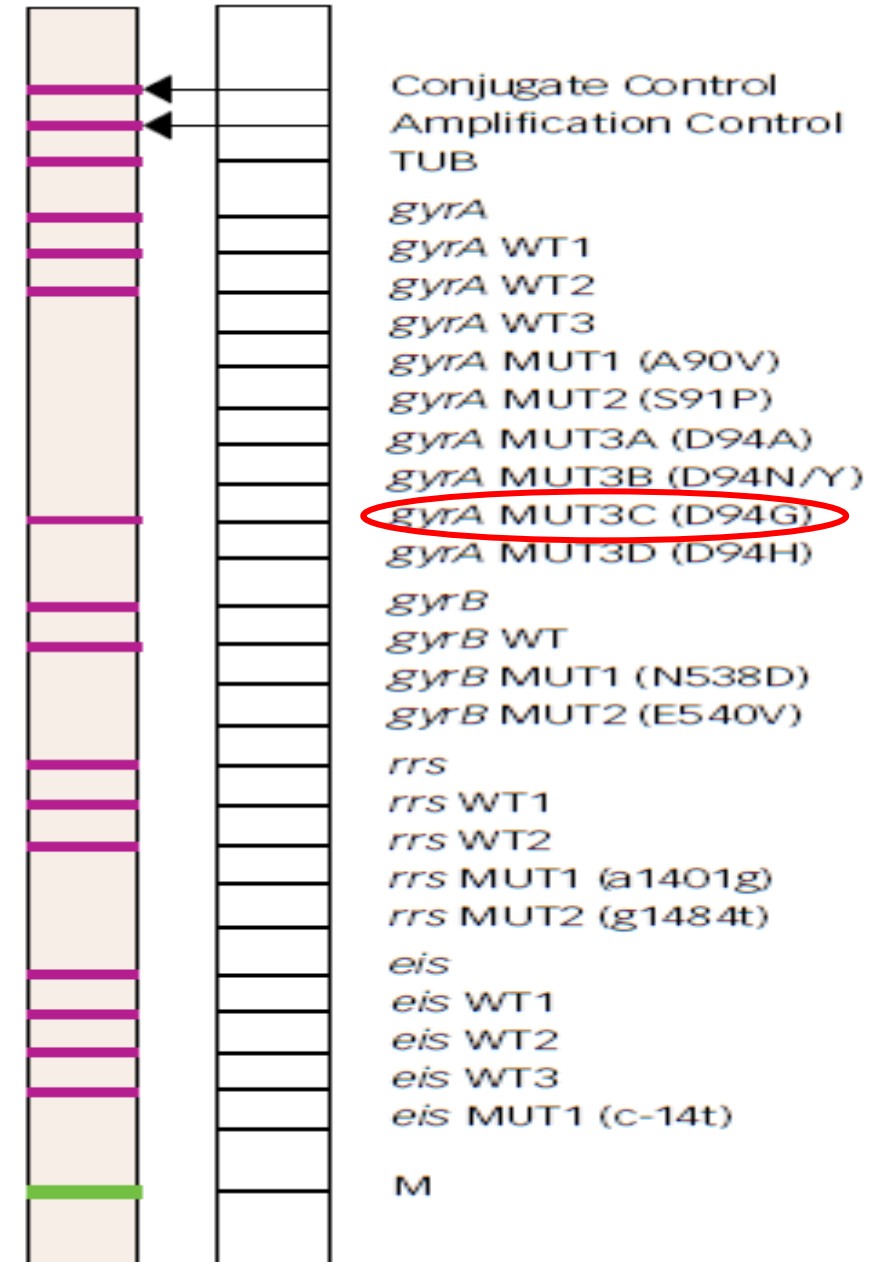 Conjugate Control
Amplification Control
TUB
gyrA
gyrA WT1
gyrA WT2
gyrA WT3
gyrA MUT1 (A90V)
gyrA MUT2 (S91P)
gyrA MUT3A (D94A)
gyrA MUT3B (D94N/Y)
gyrA MUT3C (D94G)
gyrA MUT3D (D94H)
gyrB
gyrB WT
gyrB MUT1 (N538D)
gyrB MUT2 (E540V)
rrs
rrs WT1
rrs WT2
rrs MUT1 (a1401g)
rrs MUT2 (g1484t)
eis
eis WT1
eis WT2
eis WT3
eis MUT1 (c-14t)
M